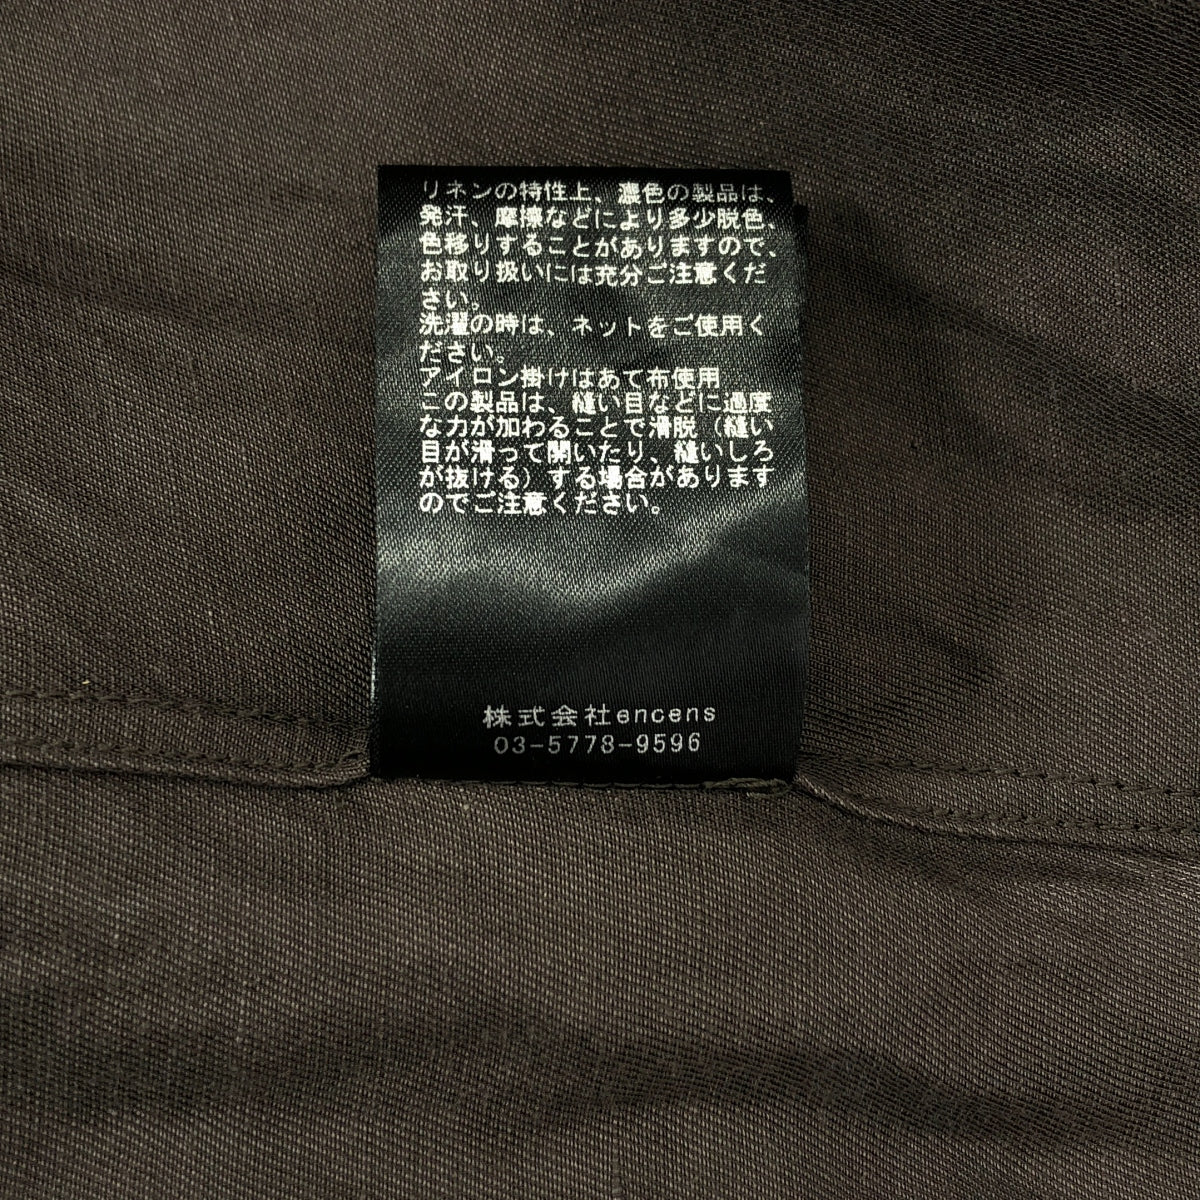 リネンの特性上、濃色の製品は、
発汗、摩擦などにより多少脱色、
色移りすることがありますので、
お取り扱いには充分ご注意くだ
さい。
洗濯の時は、ネットをご使用く
ださい。
アイロン掛けはあて布使用
この製品は、縫い目などに過度
な力が加わることで滑脱（縫い
目が滑って開いたり、縫いしろ
が抜ける）する場合があります
のでご注意ください。
株式会社encens
03-5778-9596